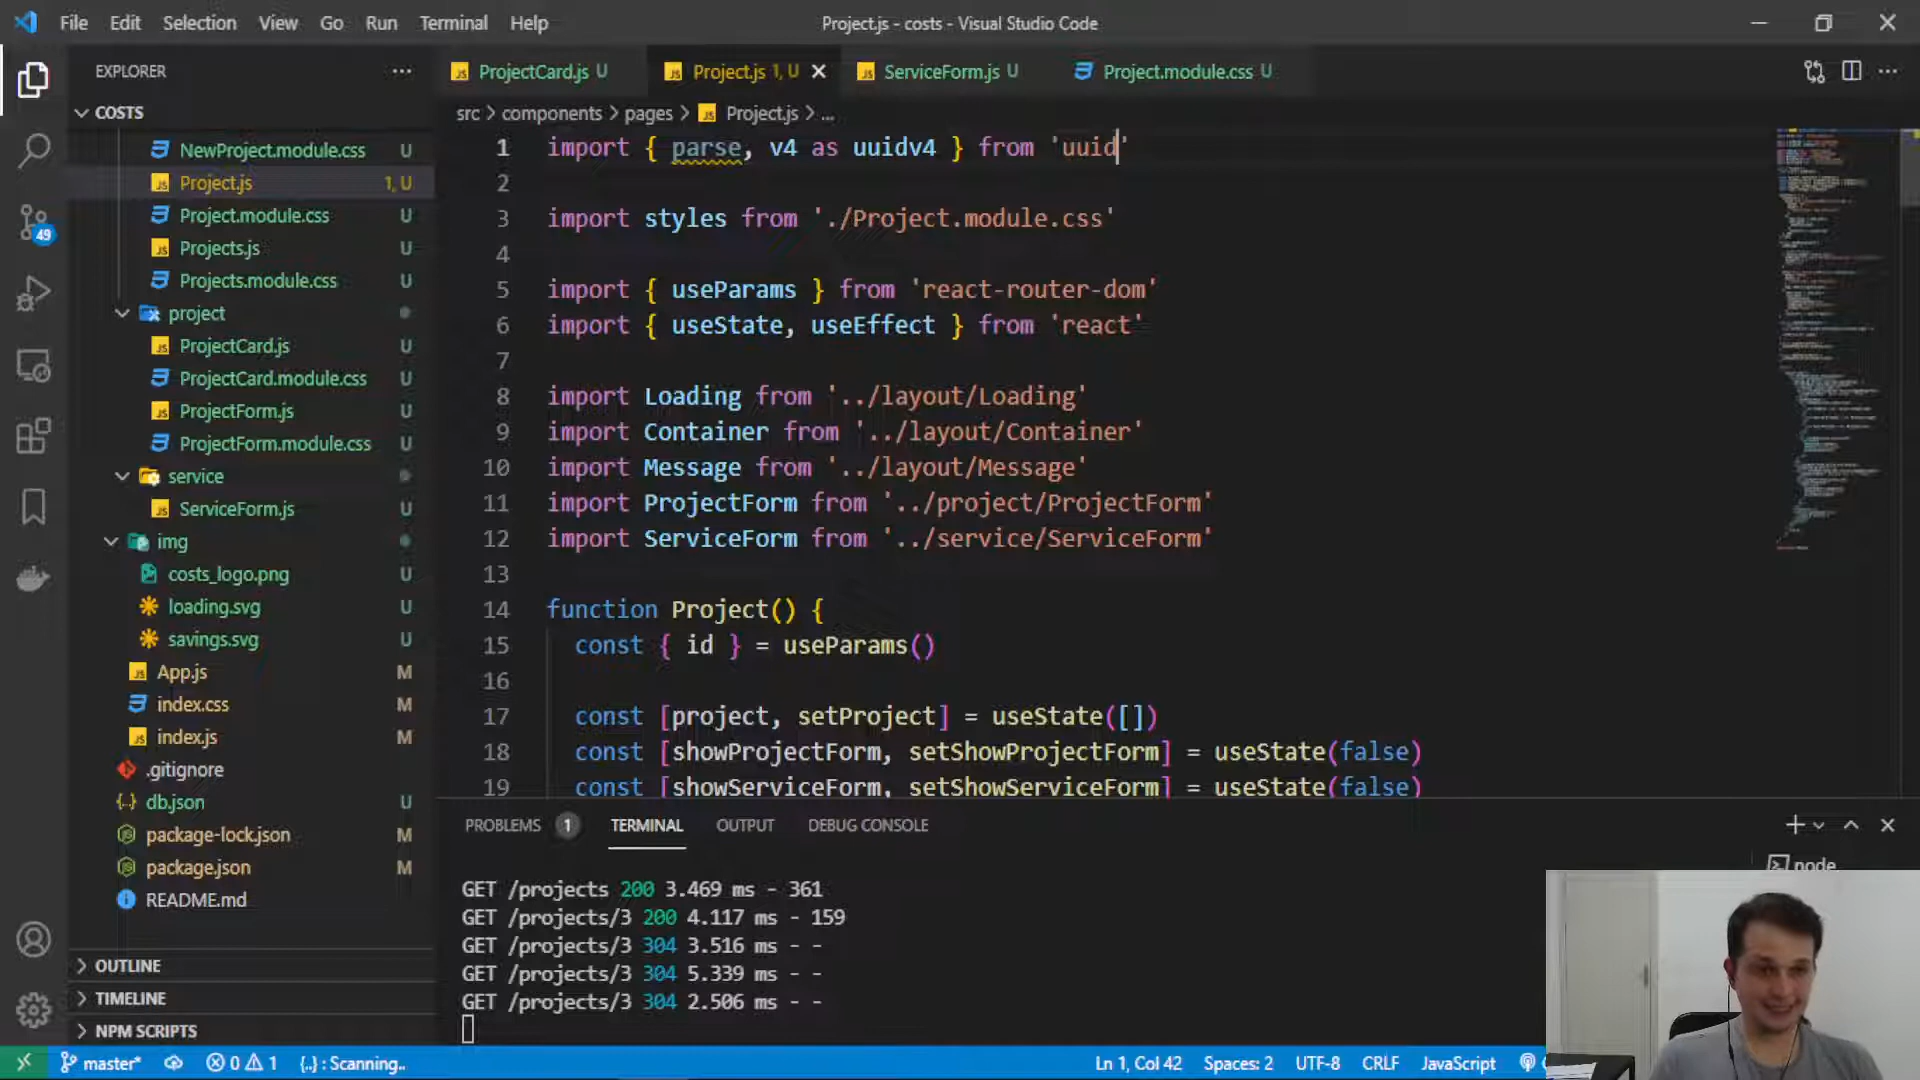 File Edit Selection View Go Run Terminal Help
Project.js - costs - Visual Studio Code
EXPLORER
COSTS
NewProject.module.css U
Project.js 1, U
Project.module.css U
Projects.js U
Projects.module.css U
project
ProjectCard.js U
ProjectCard.module.css U
ProjectForm.js U
ProjectForm.module.css U
service
ServiceForm.js U
img
costs_logo.png U
loading.svg U
savings.svg U
App.js M
index.css M
index.js M
.gitignore
db.json U
package-lock.json M
package.json M
README.md
OUTLINE
TIMELINE
NPM SCRIPTS
49
ProjectCard.js U
Project.js 1, U
ServiceForm.js U
Project.module.css U
src > components > pages > Project.js > ...
1 import { parse, v4 as uuidv4 } from 'uuid'
2
3 import styles from './Project.module.css'
4
5 import { useParams } from 'react-router-dom'
6 import { useState, useEffect } from 'react'
7
8 import Loading from '../layout/Loading'
9 import Container from '../layout/Container'
10 import Message from '../layout/Message'
11 import ProjectForm from '../project/ProjectForm'
12 import ServiceForm from '../service/ServiceForm'
13
14 function Project() {
15 const { id } = useParams()
16
17 const [project, setProject] = useState([])
18 const [showProjectForm, setShowProjectForm] = useState(false)
19 const [showServiceForm, setShowServiceForm] = useState(false)
PROBLEMS 1 TERMINAL OUTPUT DEBUG CONSOLE
node
GET /projects 200 3.469 ms - 361
GET /projects/3 200 4.117 ms - 159
GET /projects/3 304 3.516 ms - -
GET /projects/3 304 5.339 ms - -
GET /projects/3 304 2.506 ms - -
master* 0 1 {..} : Scanning.. Ln 1, Col 42 Spaces: 2 UTF-8 CRLF JavaScript